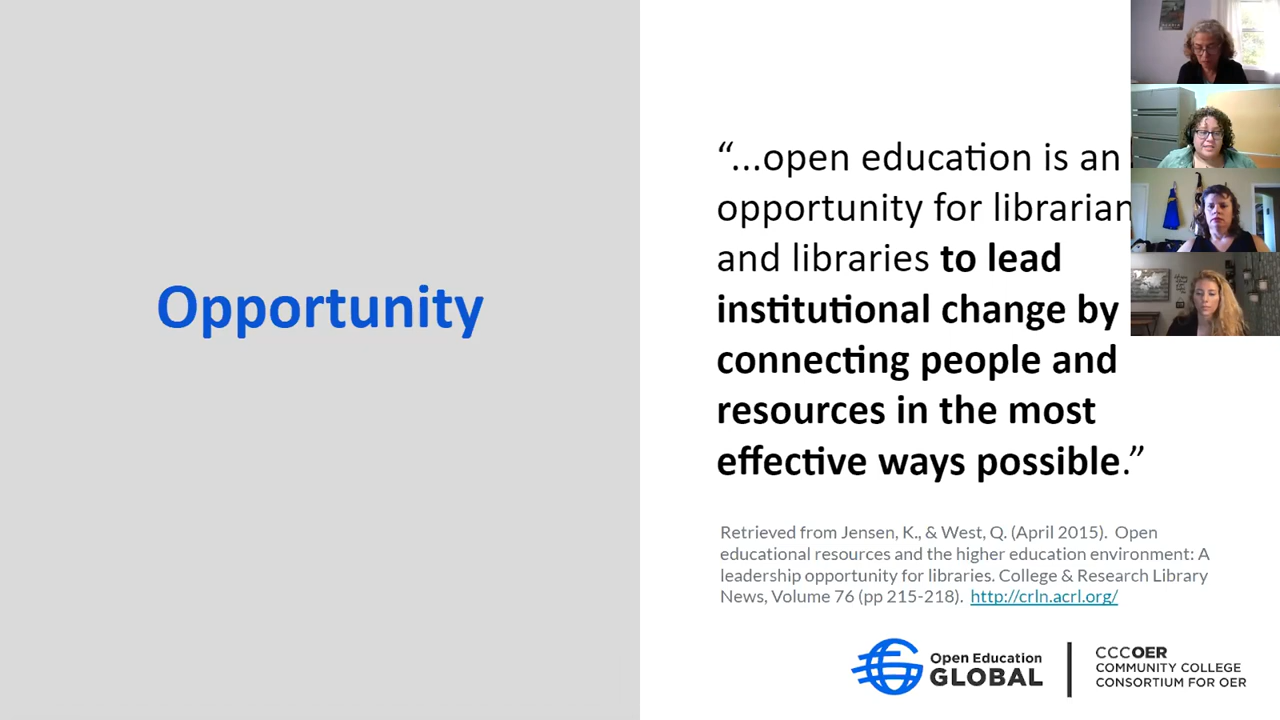 Opportunity
“...open education is an
opportunity for librarian
and libraries to lead
institutional change by
connecting people and
resources in the most
effective ways possible.”
Retrieved from Jensen, K., & West, Q. (April 2015). Open
educational resources and the higher education environment: A
leadership opportunity for libraries. College & Research Library
News, Volume 76 (pp 215-218). http://crln.acrl.org/
Open Education
GLOBAL
CCCOER
COMMUNITY COLLEGE
CONSORTIUM FOR OER